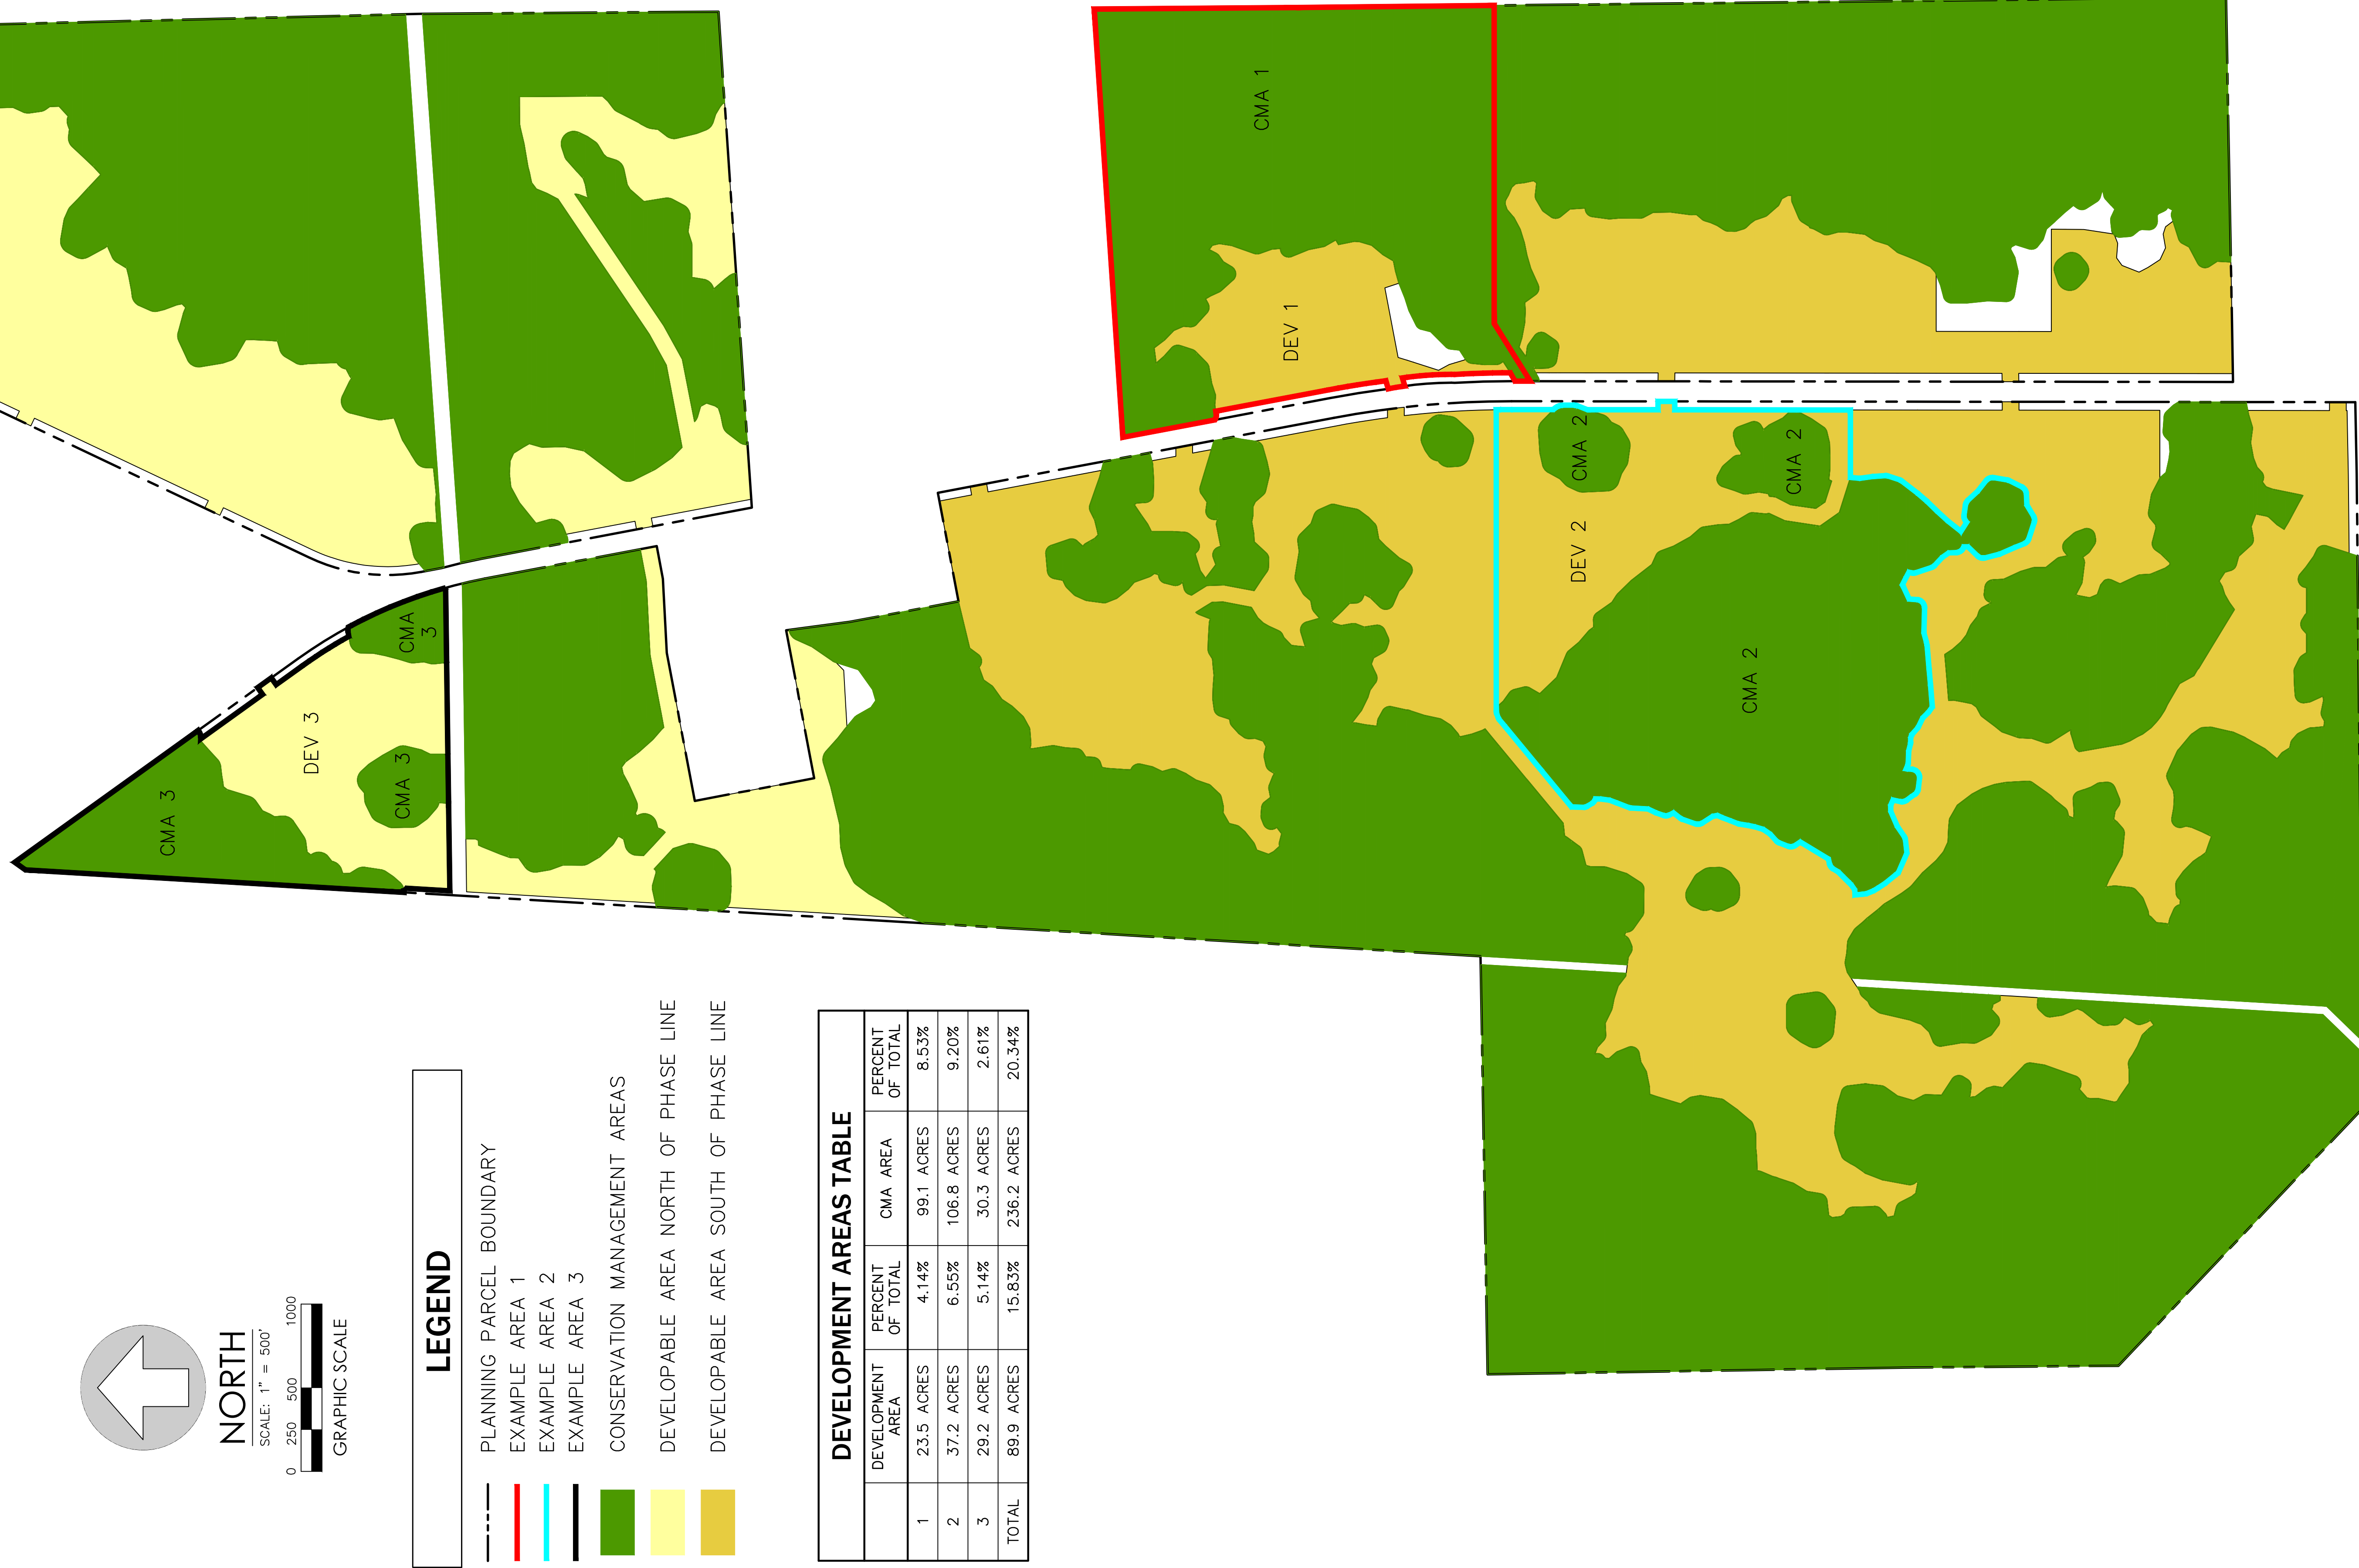 CMA 1
DEV 1
CMA 2
CMA 2
DEV 2
CMA 2
CMA
3
DEV 3
CMA 3
CMA 3
NORTH
SCALE: 1" = 500'
0 250 500 1000
GRAPHIC SCALE
LEGEND
PLANNING PARCEL BOUNDARY
EXAMPLE AREA 1
EXAMPLE AREA 2
EXAMPLE AREA 3
CONSERVATION MANAGEMENT AREAS
DEVELOPABLE AREA NORTH OF PHASE LINE
DEVELOPABLE AREA SOUTH OF PHASE LINE
DEVELOPMENT AREAS TABLE
DEVELOPMENT AREA PERCENT OF TOTAL CMA AREA PERCENT OF TOTAL
1 23.5 ACRES 4.14% 99.1 ACRES 8.53%
2 37.2 ACRES 6.55% 106.8 ACRES 9.20%
3 29.2 ACRES 5.14% 30.3 ACRES 2.61%
TOTAL 89.9 ACRES 15.83% 236.2 ACRES 20.34%